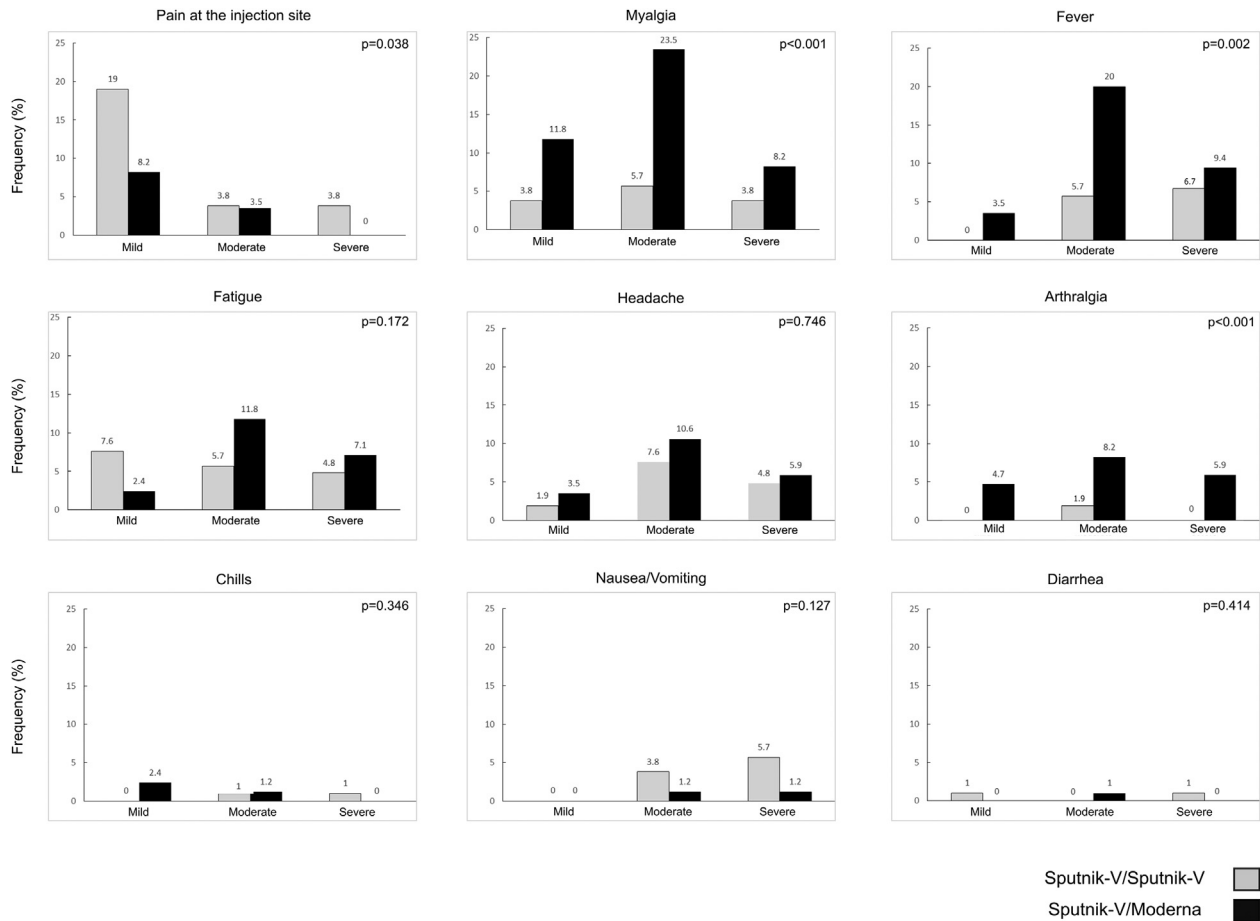 Pain at the injection site
p=0.038
Frequency (%)
25
20
15
10
5
0
19
8.2
3.8
3.5
3.8
0
Mild
Moderate
Severe
Myalgia
p<0.001
25
20
15
10
5
0
3.8
11.8
5.7
23.5
3.8
8.2
Mild
Moderate
Severe
Fever
p=0.002
25
20
15
10
5
0
0
3.5
5.7
20
6.7
9.4
Mild
Moderate
Severe
Fatigue
p=0.172
Frequency (%)
25
20
15
10
5
0
7.6
2.4
5.7
11.8
4.8
7.1
Mild
Moderate
Severe
Headache
p=0.746
25
20
15
10
5
0
1.9
3.5
7.6
10.6
4.8
5.9
Mild
Moderate
Severe
Arthralgia
p<0.001
25
20
15
10
5
0
0
4.7
1.9
8.2
0
5.9
Mild
Moderate
Severe
Chills
p=0.346
Frequency (%)
25
20
15
10
5
0
0
2.4
1
1.2
1
0
Mild
Moderate
Severe
Nausea/Vomiting
p=0.127
25
20
15
10
5
0
0
0
3.8
1.2
5.7
1.2
Mild
Moderate
Severe
Diarrhea
p=0.414
25
20
15
10
5
0
1
0
0
1
1
0
Mild
Moderate
Severe
Sputnik-V/Sputnik-V
Sputnik-V/Moderna